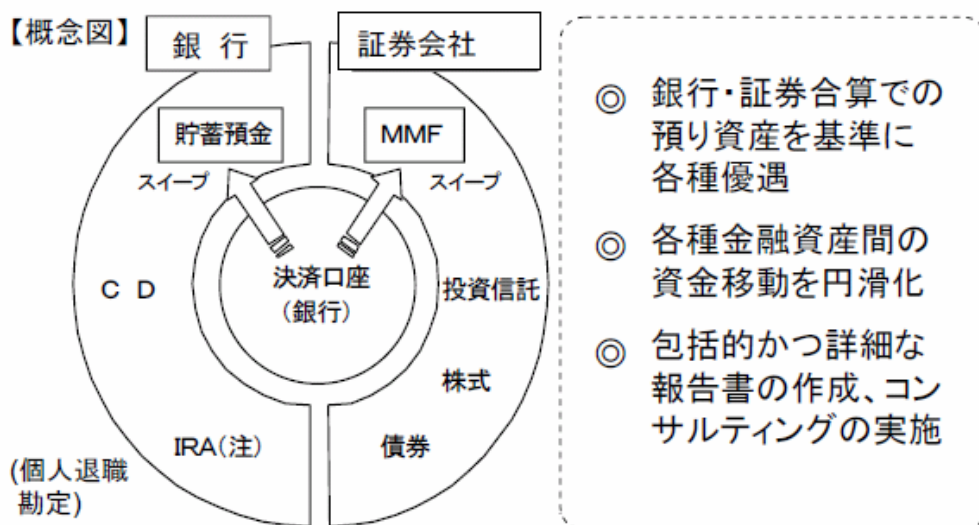 【概念図】
銀 行
証券会社
貯蓄預金
MMF
スイープ
スイープ
決済口座
(銀行)
C D
投資信託
株式
IRA(注)
債券
(個人退職
勘定)
◎ 銀行・証券合算での
預り資産を基準に
各種優遇
◎ 各種金融資産間の
資金移動を円滑化
◎ 包括的かつ詳細な
報告書の作成、コン
サルティングの実施